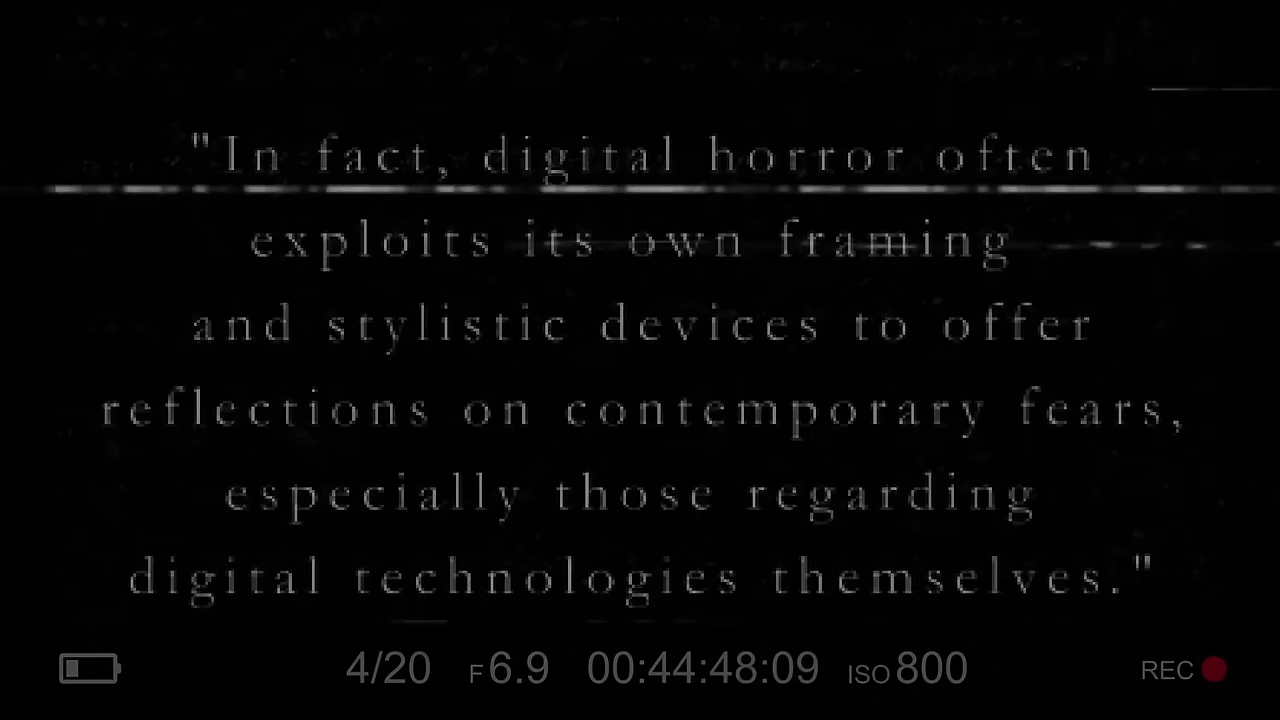 "In fact, digital horror often
exploits its own framing
and stylistic devices to offer
reflections on contemporary fears,
especially those regarding
digital technologies themselves."
4/20 F6.9 00:44:48:09 ISO 800 REC